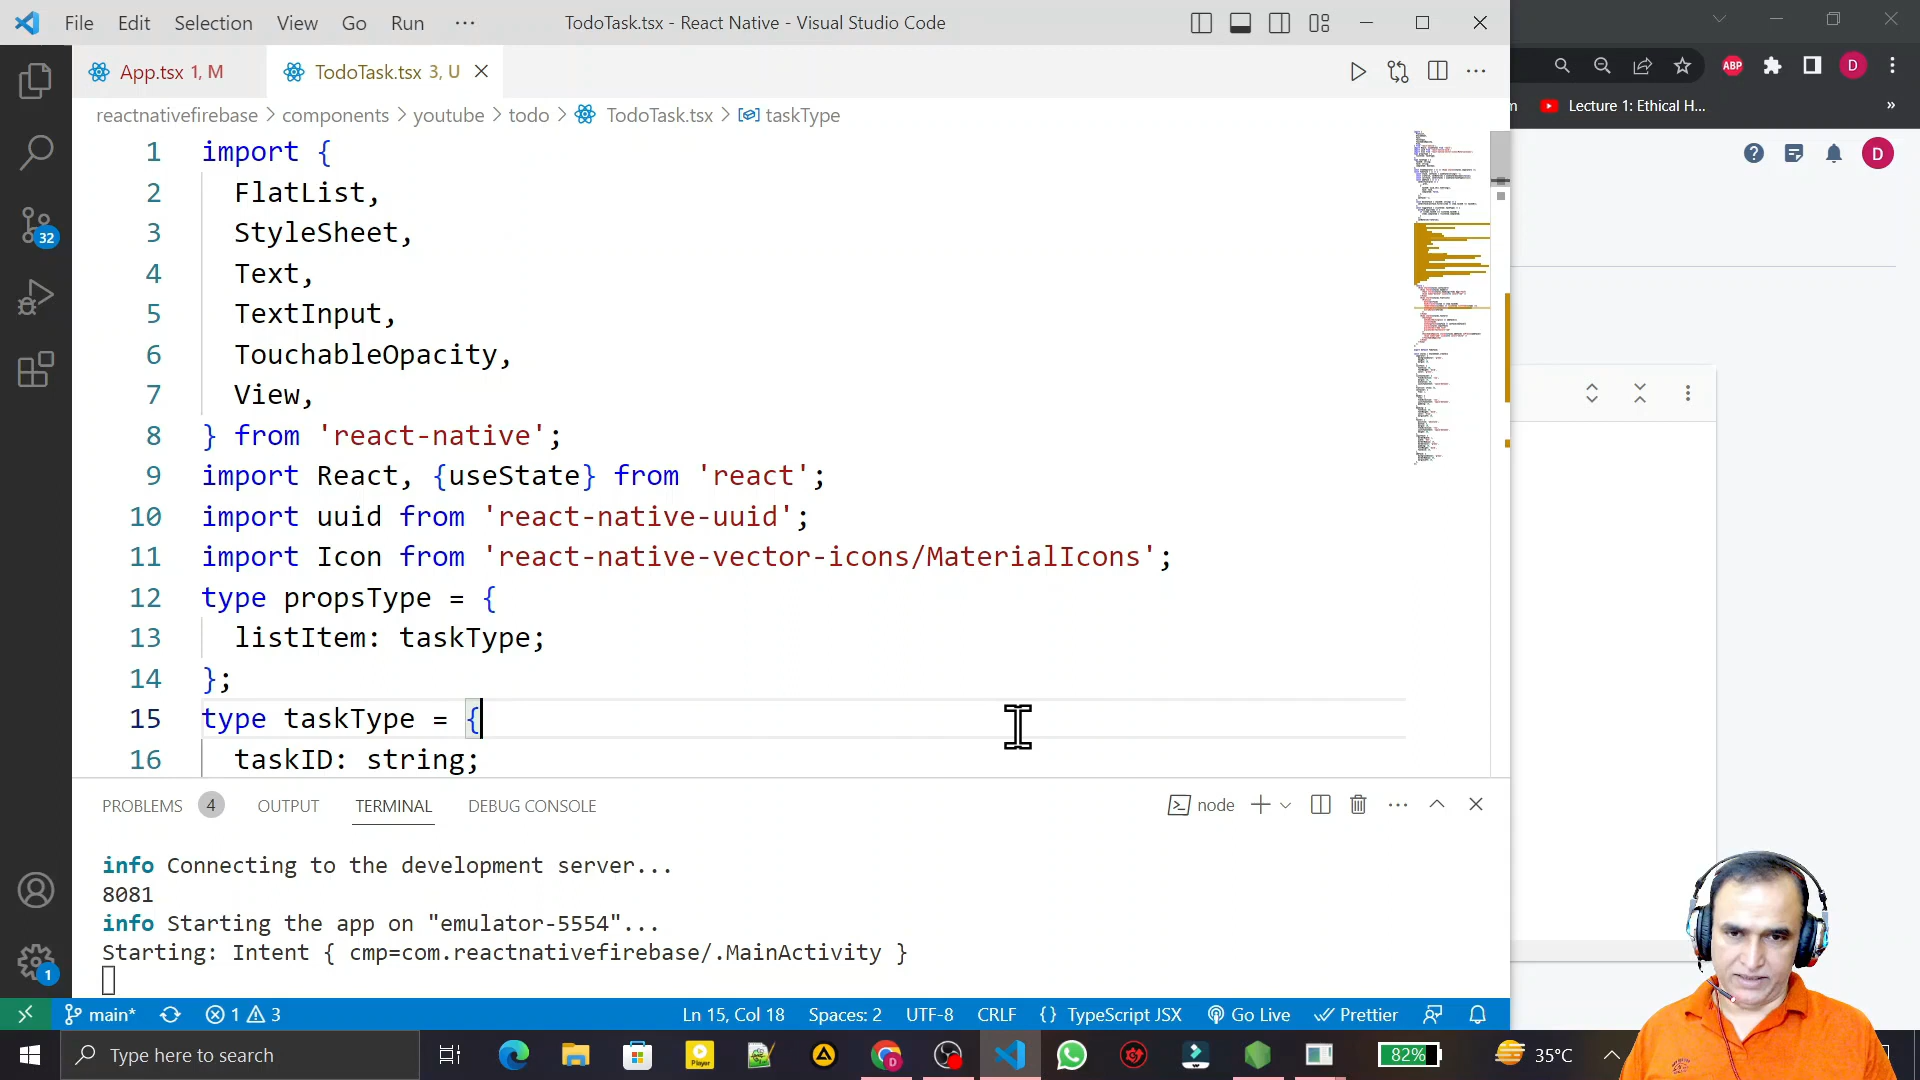 File Edit Selection View Go Run ··· TodoTask.tsx - React Native - Visual Studio Code
App.tsx 1, M TodoTask.tsx 3, U
ABP D
Lecture 1: Ethical H...
reactnativefirebase > components > youtube > todo > TodoTask.tsx > taskType
D
1 import {
2 FlatList,
3 StyleSheet,
4 Text,
5 TextInput,
6 TouchableOpacity,
7 View,
8 } from 'react-native';
9 import React, {useState} from 'react';
10 import uuid from 'react-native-uuid';
11 import Icon from 'react-native-vector-icons/MaterialIcons';
12 type propsType = {
13 listItem: taskType;
14 };
15 type taskType = {
16 taskID: string;
32
PROBLEMS 4 OUTPUT TERMINAL DEBUG CONSOLE node
info Connecting to the development server...
8081
info Starting the app on "emulator-5554"...
Starting: Intent { cmp=com.reactnativefirebase/.MainActivity }
1
main* 1 3 Ln 15, Col 18 Spaces: 2 UTF-8 CRLF {} TypeScript JSX Go Live Prettier
Type here to search Player D 82% 35°C